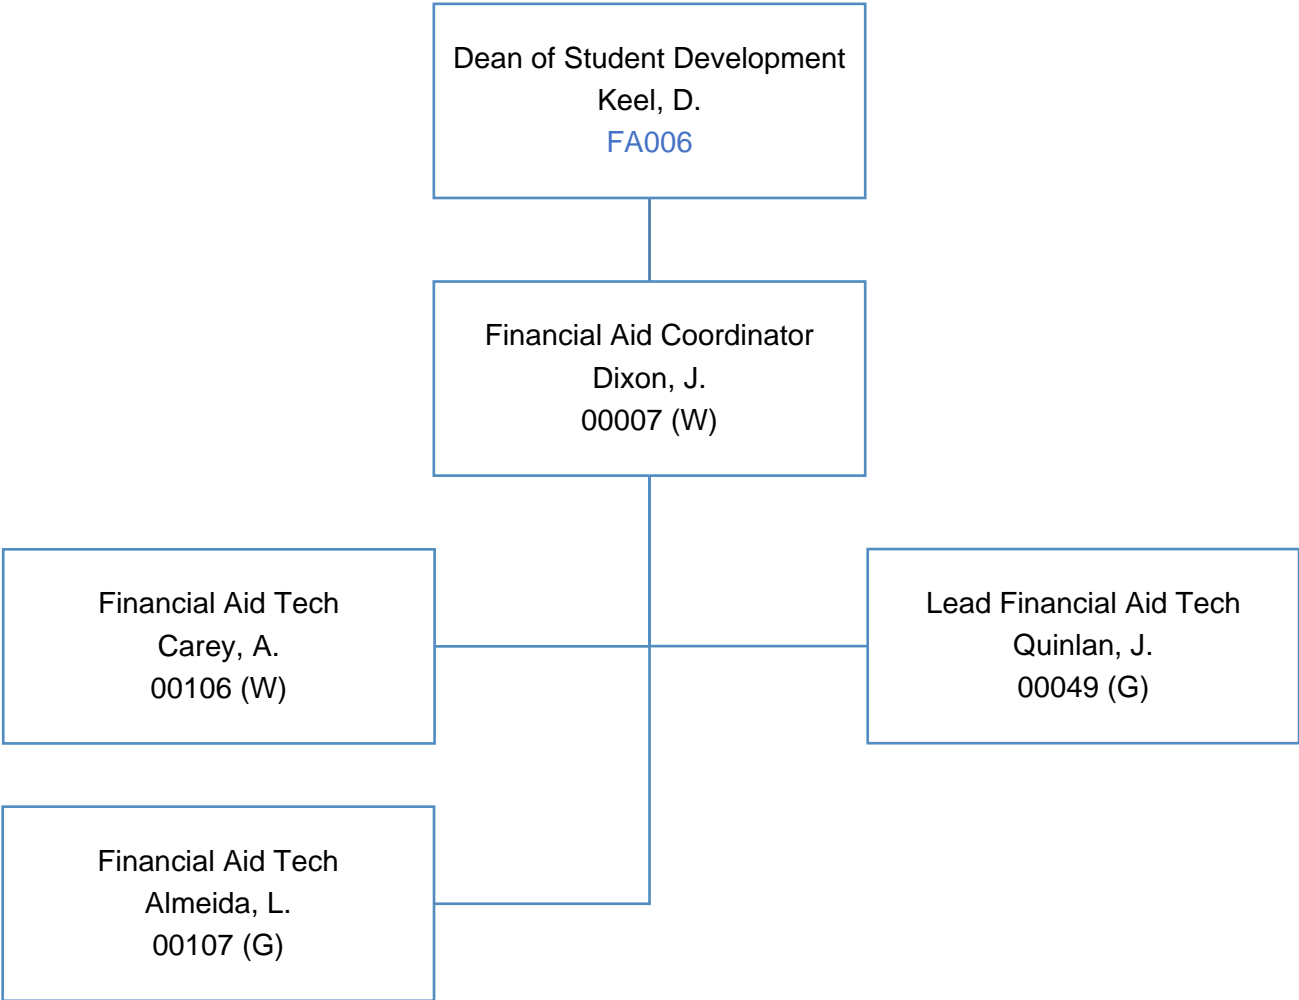 Dean of Student Development
Keel, D.
FA006
Financial Aid Coordinator
Dixon, J.
00007 (W)
Financial Aid Tech
Carey, A.
00106 (W)
Lead Financial Aid Tech
Quinlan, J.
00049 (G)
Financial Aid Tech
Almeida, L.
00107 (G)